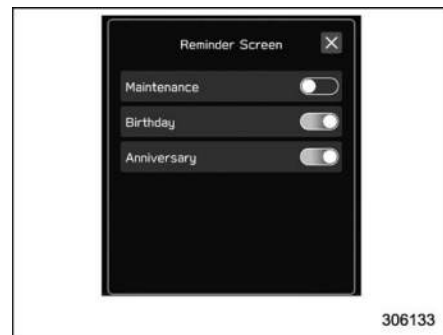 Reminder Screen
Maintenance
Birthday
Anniversary
306133